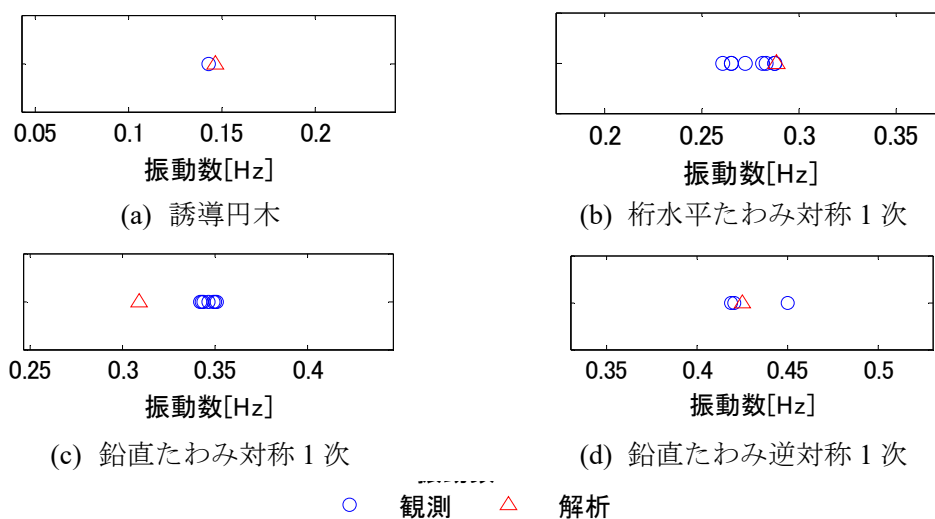 0.05 0.1 0.15 0.2
振動数[Hz]
(a) 誘導円木
0.2 0.25 0.3 0.35
振動数[Hz]
(b) 桁水平たわみ対称 1 次
0.25 0.3 0.35 0.4
振動数[Hz]
(c) 鉛直たわみ対称 1 次
0.35 0.4 0.45 0.5
振動数[Hz]
(d) 鉛直たわみ逆対称 1 次
観測 解析